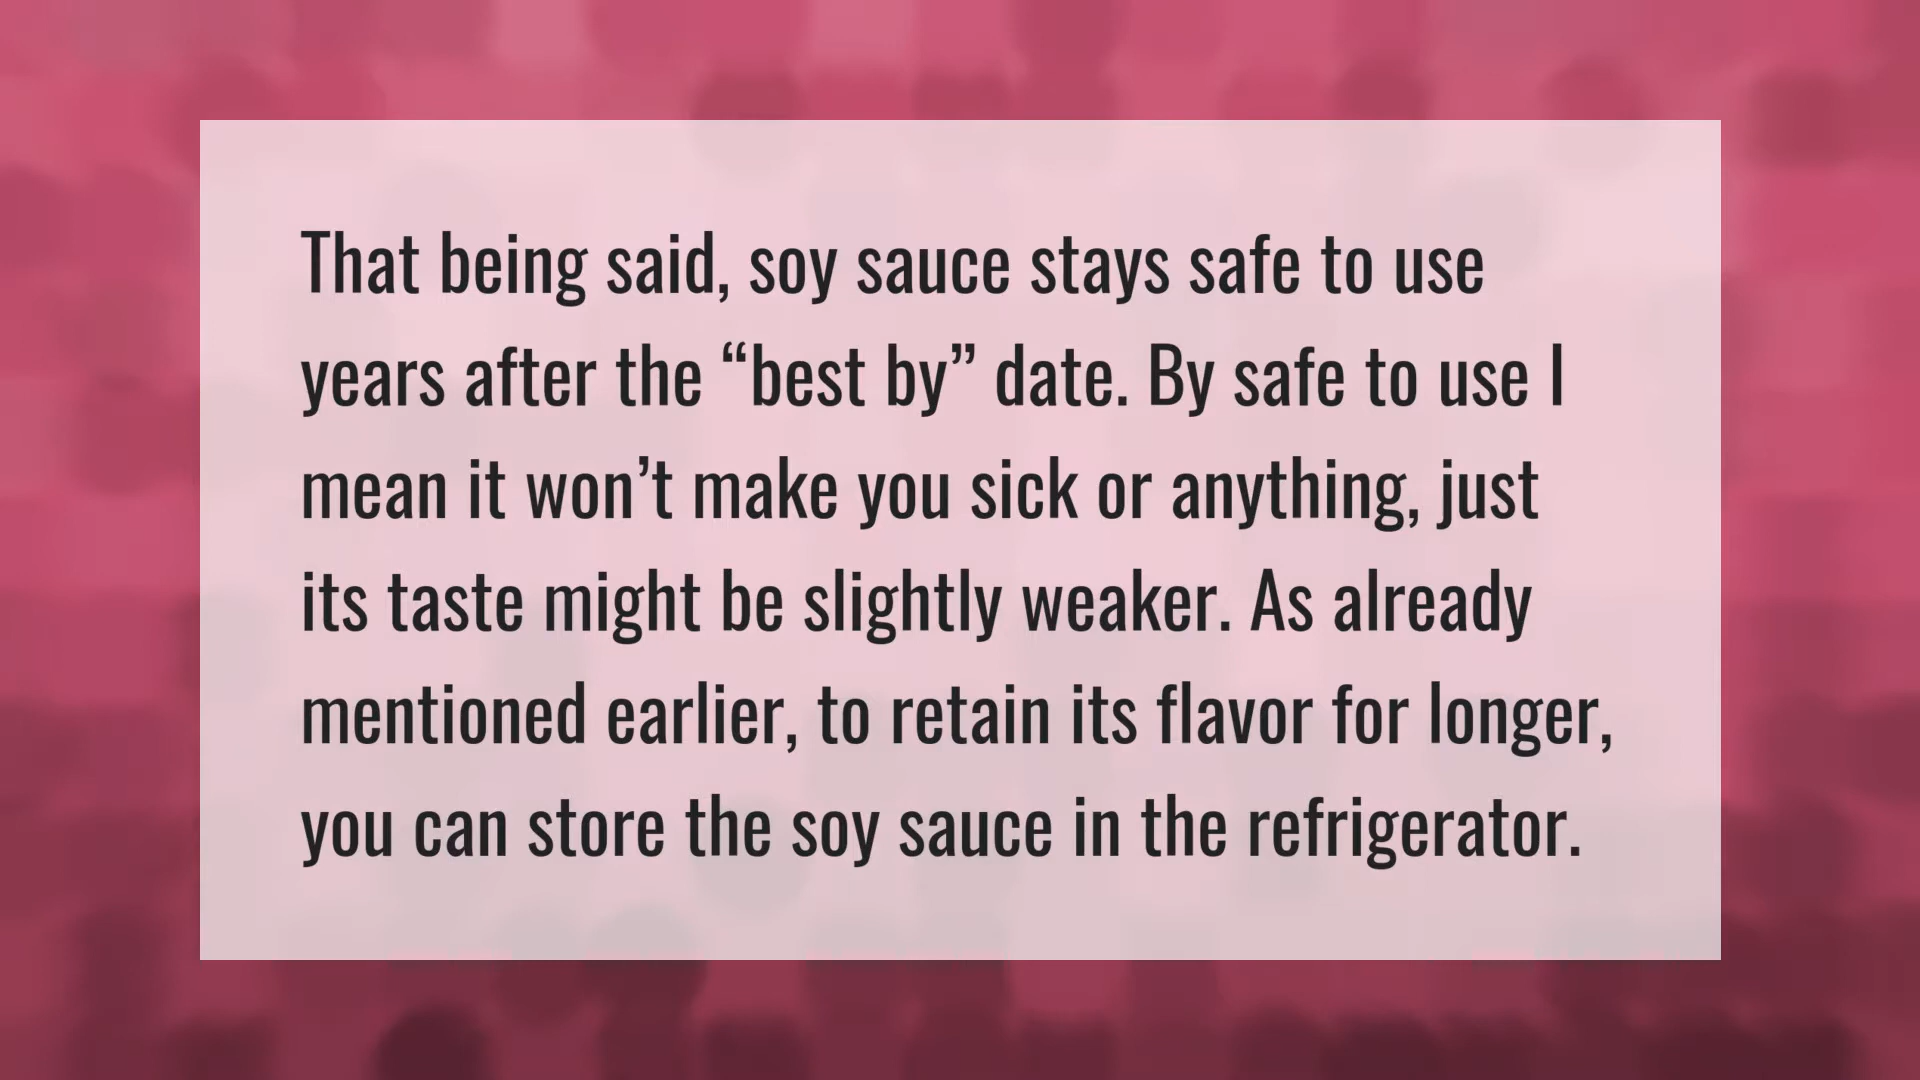 That being said, soy sauce stays safe to use
years after the “best by” date. By safe to use I
mean it won’t make you sick or anything, just
its taste might be slightly weaker. As already
mentioned earlier, to retain its flavor for longer,
you can store the soy sauce in the refrigerator.